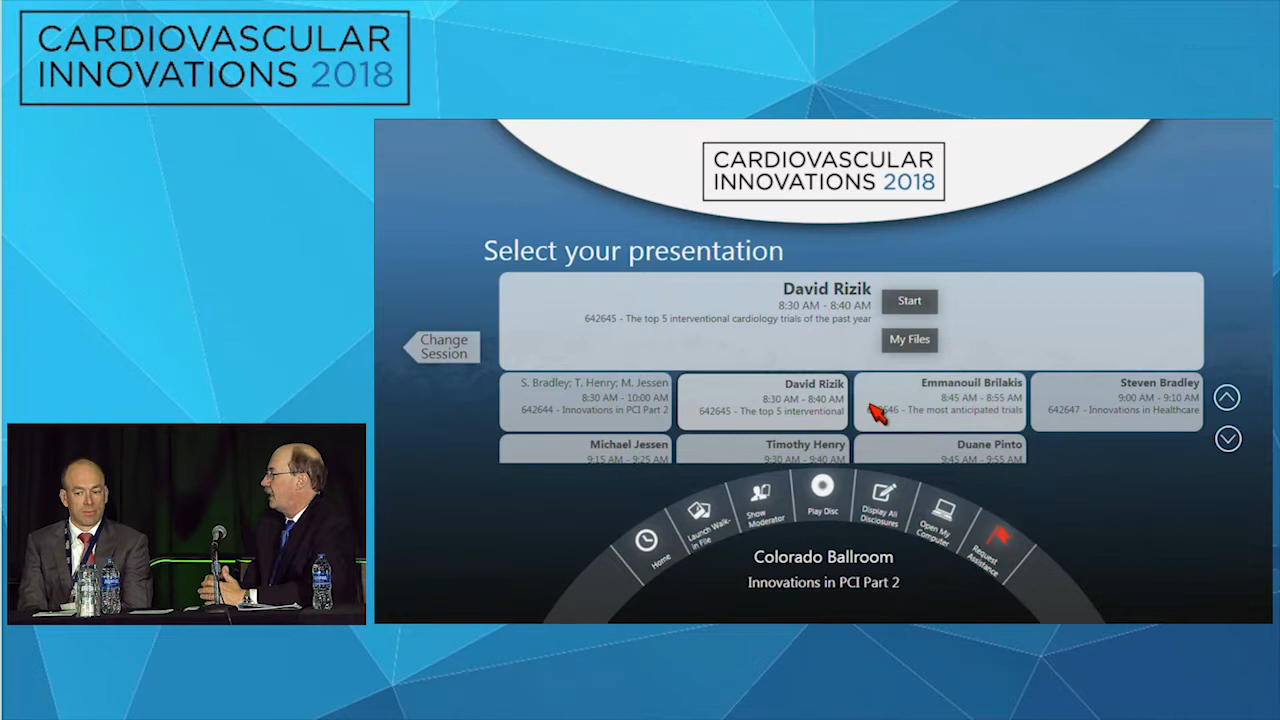 CARDIOVASCULAR
INNOVATIONS 2018
CARDIOVASCULAR
INNOVATIONS 2018
Select your presentation
David Rizik
8:30 AM - 8:40 AM
642645 - The top 5 interventional cardiology trials of the past year
Start
My Files
Change
Session
S. Bradley; T. Henry; M. Jessen
8:30 AM - 10:00 AM
642644 - Innovations in PCI Part 2
David Rizik
8:30 AM - 8:40 AM
642645 - The top 5 interventional
Emmanouil Brilakis
8:45 AM - 8:55 AM
646 - The most anticipated trials
Steven Bradley
9:00 AM - 9:10 AM
642647 - Innovations in Healthcare
Michael Jessen
9:15 AM - 9:25 AM
Timothy Henry
9:30 AM - 9:40 AM
Duane Pinto
9:45 AM - 9:55 AM
Home
Launch Walk-
in File
Show
Moderator
Play Disc
Display All
Disclosures
Open My
Computer
Request
Assistance
Colorado Ballroom
Innovations in PCI Part 2